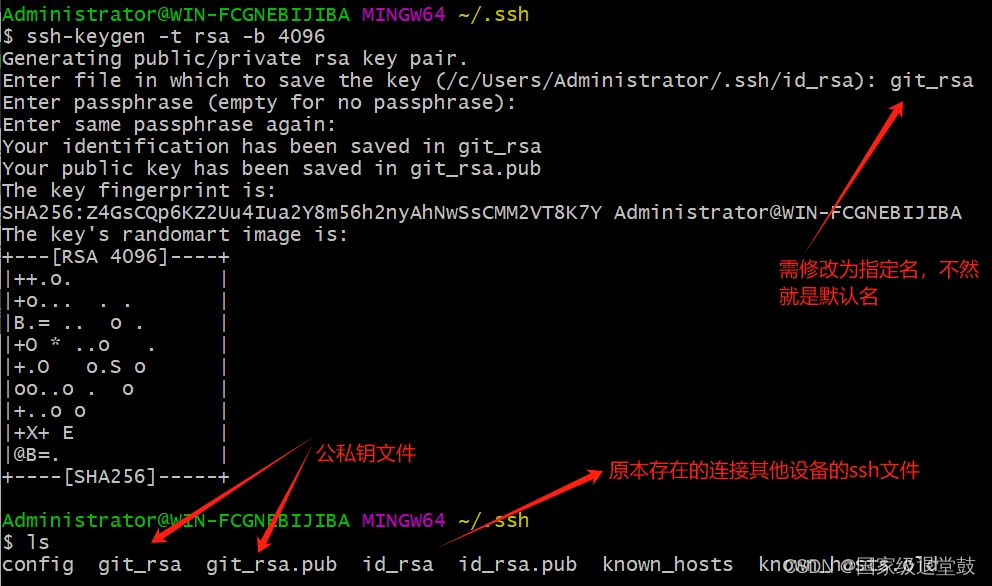 Administrator@WIN-FCGNEBIJIBA MINGW64 ~/.ssh
$ ssh-keygen -t rsa -b 4096
Generating public/private rsa key pair.
Enter file in which to save the key (/c/Users/Administrator/.ssh/id_rsa): git_rsa
Enter passphrase (empty for no passphrase):
Enter same passphrase again:
Your identification has been saved in git_rsa
Your public key has been saved in git_rsa.pub
The key fingerprint is:
SHA256:Z4GsCQp6KZ2Uu4Iua2Y8m56h2nyAhNwSsCMM2VT8K7Y Administrator@WIN-FCGNEBIJIBA
The key's randomart image is:
+---[RSA 4096]----+
|++.o.            |
|+o...  . .       |
|B.= ..  o .      |
|+O * ..o   .     |
|+.O   o.S o      |
|oo..o .  o       |
|+..o o           |
|+X+ E            |
|@B=.             |
+----[SHA256]-----+
需修改为指定名，不然
就是默认名
公私钥文件
原本存在的连接其他设备的ssh文件
Administrator@WIN-FCGNEBIJIBA MINGW64 ~/.ssh
$ ls
config  git_rsa  git_rsa.pub  id_rsa  id_rsa.pub  known_hosts  known_hosts.old
CSDN @国家级退堂鼓